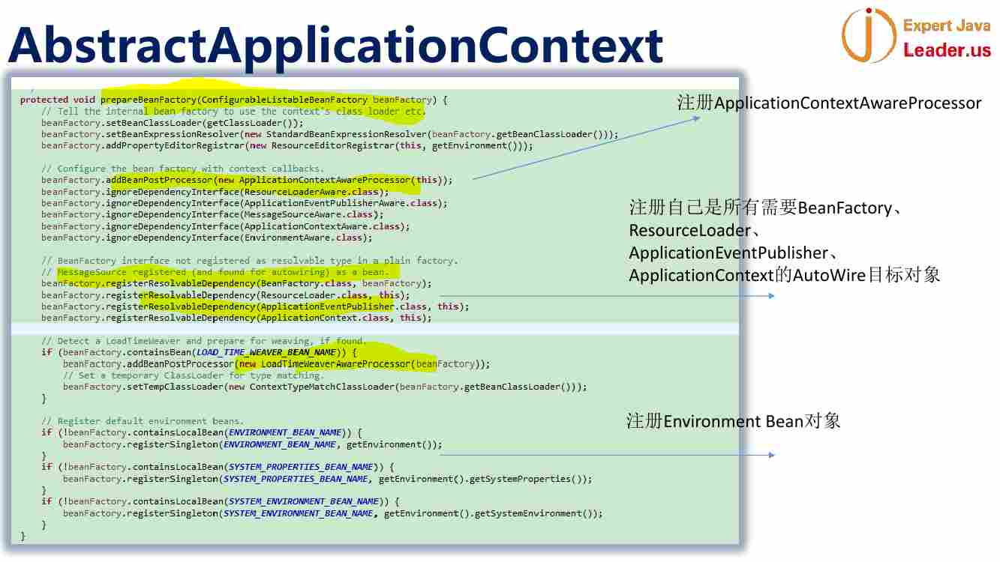 AbstractApplicationContext
Expert Java
Leader.us
protected void prepareBeanFactory(ConfigurableListableBeanFactory beanFactory) {
// Tell the internal bean factory to use the context's class loader etc.
beanFactory.setBeanClassLoader(getClassLoader());
beanFactory.setBeanExpressionResolver(new StandardBeanExpressionResolver(beanFactory.getBeanClassLoader()));
beanFactory.addPropertyEditorRegistrar(new ResourceEditorRegistrar(this, getEnvironment()));
// Configure the bean factory with context callbacks.
beanFactory.addBeanPostProcessor(new ApplicationContextAwareProcessor(this));
beanFactory.ignoreDependencyInterface(ResourceLoaderAware.class);
beanFactory.ignoreDependencyInterface(ApplicationEventPublisherAware.class);
beanFactory.ignoreDependencyInterface(MessageSourceAware.class);
beanFactory.ignoreDependencyInterface(ApplicationContextAware.class);
beanFactory.ignoreDependencyInterface(EnvironmentAware.class);
// BeanFactory interface not registered as resolvable type in a plain factory.
// MessageSource registered (and found for autowiring) as a bean.
beanFactory.registerResolvableDependency(BeanFactory.class, beanFactory);
beanFactory.registerResolvableDependency(ResourceLoader.class, this);
beanFactory.registerResolvableDependency(ApplicationEventPublisher.class, this);
beanFactory.registerResolvableDependency(ApplicationContext.class, this);
// Detect a LoadTimeWeaver and prepare for weaving, if found.
if (beanFactory.containsBean(LOAD_TIME_WEAVER_BEAN_NAME)) {
beanFactory.addBeanPostProcessor(new LoadTimeWeaverAwareProcessor(beanFactory));
// Set a temporary ClassLoader for type matching.
beanFactory.setTempClassLoader(new ContextTypeMatchClassLoader(beanFactory.getBeanClassLoader()));
}
// Register default environment beans.
if (!beanFactory.containsLocalBean(ENVIRONMENT_BEAN_NAME)) {
beanFactory.registerSingleton(ENVIRONMENT_BEAN_NAME, getEnvironment());
}
if (!beanFactory.containsLocalBean(SYSTEM_PROPERTIES_BEAN_NAME)) {
beanFactory.registerSingleton(SYSTEM_PROPERTIES_BEAN_NAME, getEnvironment().getSystemProperties());
}
if (!beanFactory.containsLocalBean(SYSTEM_ENVIRONMENT_BEAN_NAME)) {
beanFactory.registerSingleton(SYSTEM_ENVIRONMENT_BEAN_NAME, getEnvironment().getSystemEnvironment());
}
}
注册ApplicationContextAwareProcessor
注册自己是所有需要BeanFactory、
ResourceLoader、
ApplicationEventPublisher、
ApplicationContext的AutoWire目标对象
注册Environment Bean对象